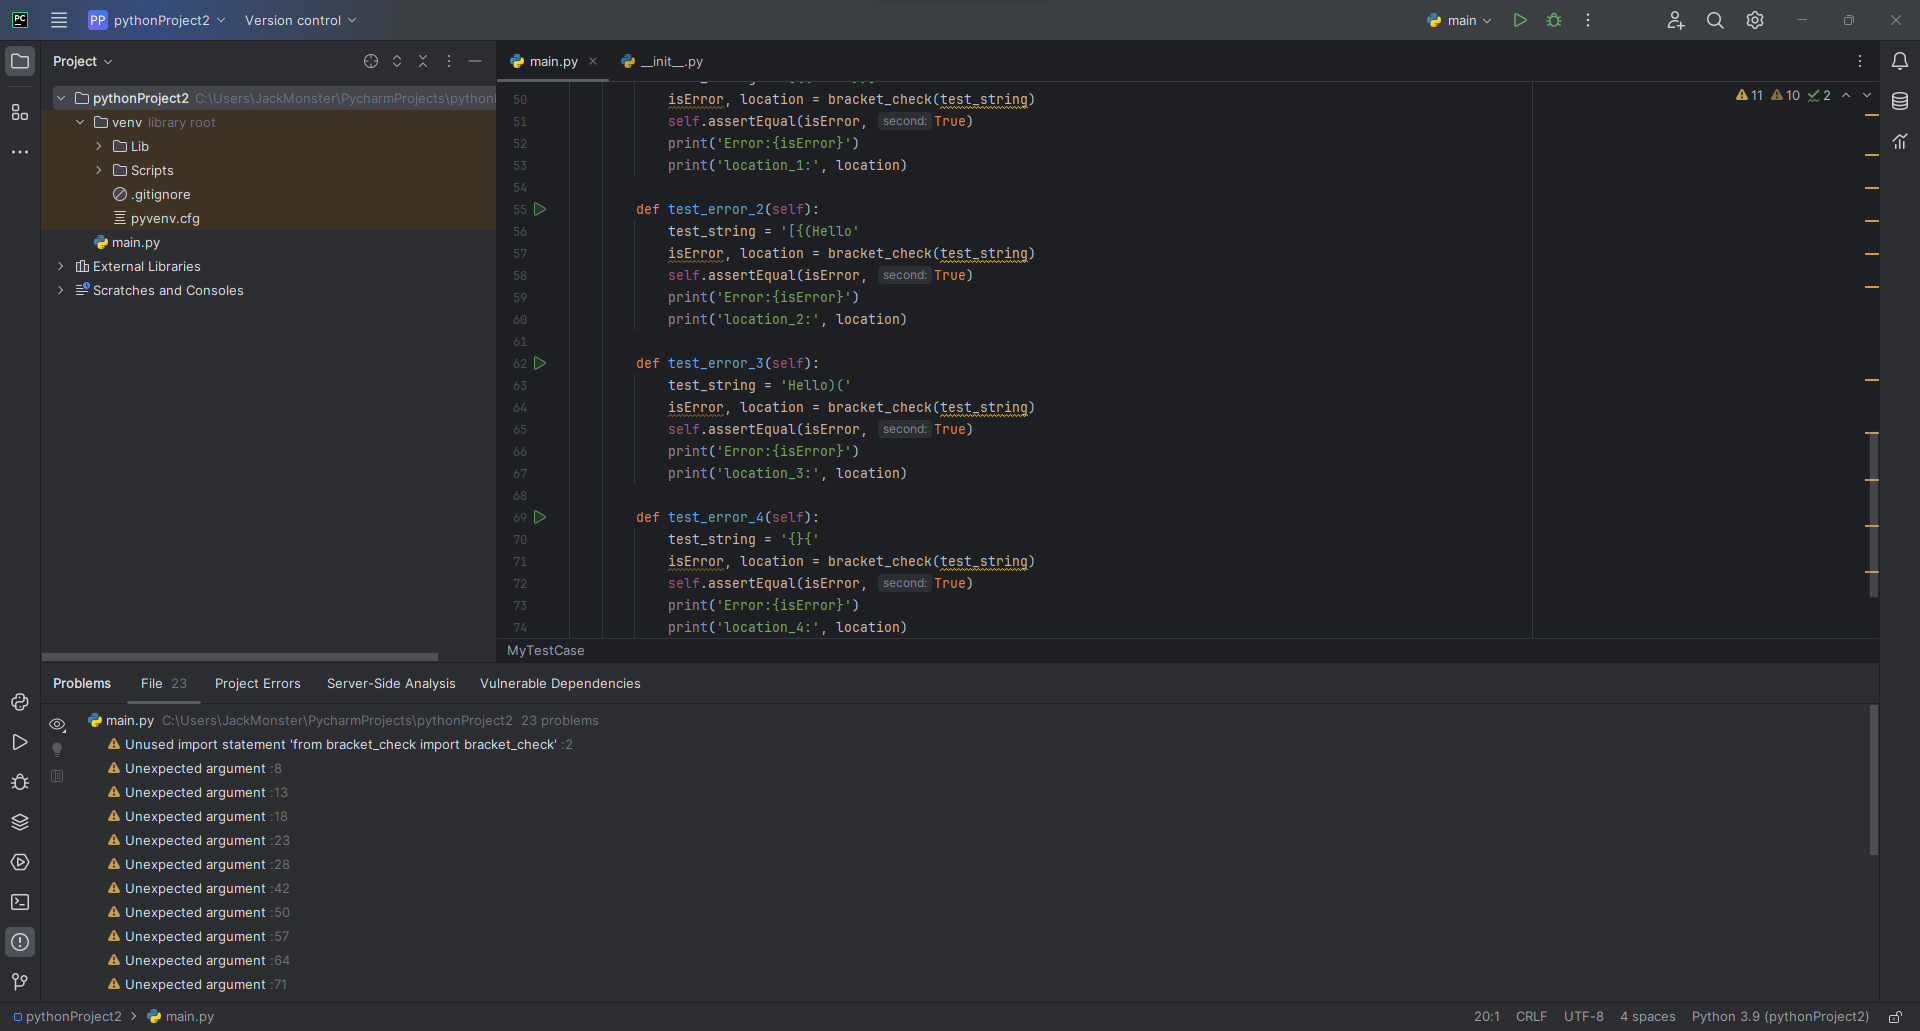 PC
PP pythonProject2 Version control main
Project
main.py __init__.py
pythonProject2 C:\Users\JackMonster\PycharmProjects\python
venv library root
Lib
Scripts
.gitignore
pyvenv.cfg
main.py
External Libraries
Scratches and Consoles
11 10 2
50 isError, location = bracket_check(test_string)
51 self.assertEqual(isError, second: True)
52 print('Error:{isError}')
53 print('location_1:', location)
54
55 def test_error_2(self):
56 test_string = '[{(Hello'
57 isError, location = bracket_check(test_string)
58 self.assertEqual(isError, second: True)
59 print('Error:{isError}')
60 print('location_2:', location)
61
62 def test_error_3(self):
63 test_string = 'Hello)('
64 isError, location = bracket_check(test_string)
65 self.assertEqual(isError, second: True)
66 print('Error:{isError}')
67 print('location_3:', location)
68
69 def test_error_4(self):
70 test_string = '{}{'
71 isError, location = bracket_check(test_string)
72 self.assertEqual(isError, second: True)
73 print('Error:{isError}')
74 print('location_4:', location)
MyTestCase
Problems File 23 Project Errors Server-Side Analysis Vulnerable Dependencies
main.py C:\Users\JackMonster\PycharmProjects\pythonProject2 23 problems
Unused import statement 'from bracket_check import bracket_check' :2
Unexpected argument :8
Unexpected argument :13
Unexpected argument :18
Unexpected argument :23
Unexpected argument :28
Unexpected argument :42
Unexpected argument :50
Unexpected argument :57
Unexpected argument :64
Unexpected argument :71
pythonProject2 > main.py 20:1 CRLF UTF-8 4 spaces Python 3.9 (pythonProject2)